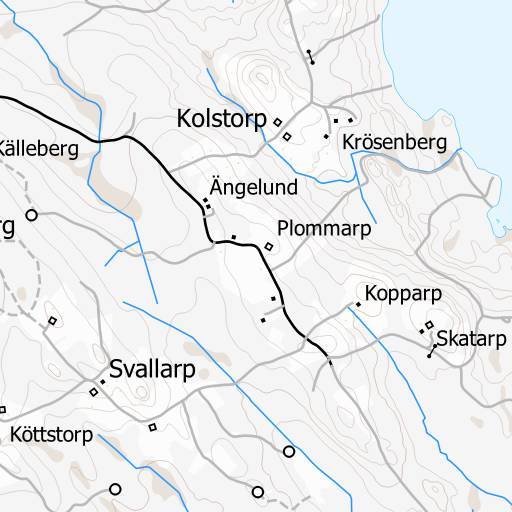 Kolstorp
Krösenberg
Källeberg
Ängelund
rg
Plommarp
Kopparp
Skatarp
Svallarp
Köttstorp